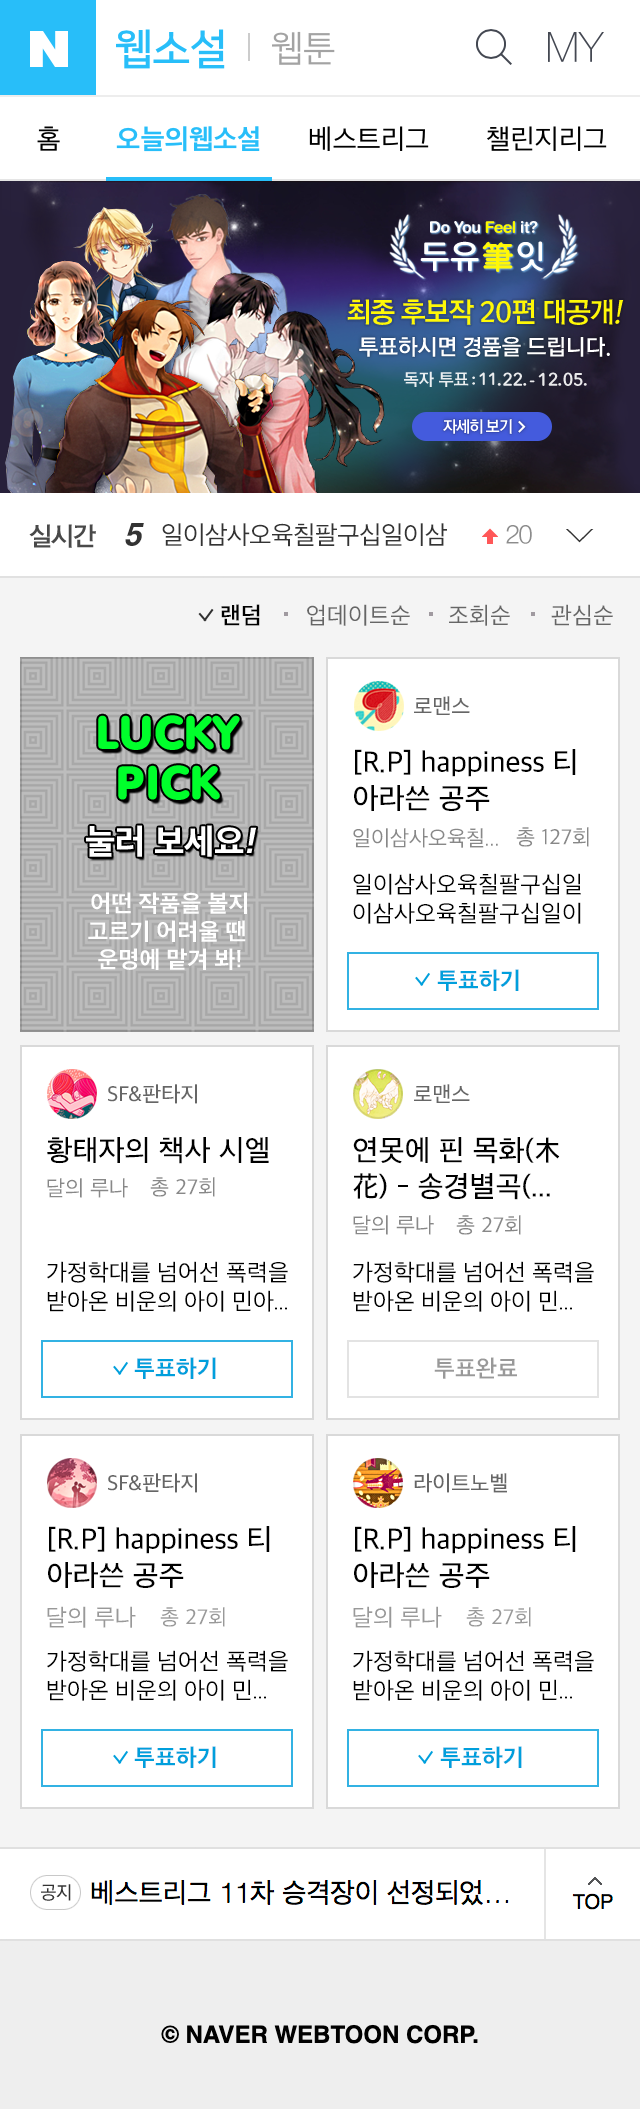 N 웹소설 웹툰 MY
홈 오늘의웹소설 베스트리그 챌린지리그
Do You Feel it?
두유筆잇
최종 후보작 20편 대공개!
투표하시면 경품을 드립니다.
독자 투표 : 11.22. - 12.05.
자세히 보기 >
실시간 5 일이삼사오육칠팔구십일이삼 20
랜덤 · 업데이트순 · 조회순 · 관심순
LUCKY
PICK
눌러 보세요!
어떤 작품을 볼지
고르기 어려울 땐
운명에 맡겨 봐!
로맨스
[R.P] happiness 티
아라쓴 공주
일이삼사오육칠... 총 127회
일이삼사오육칠팔구십일
이삼사오육칠팔구십일이
투표하기
SF&판타지
황태자의 책사 시엘
달의 루나 총 27회
가정학대를 넘어선 폭력을
받아온 비운의 아이 민아...
투표하기
로맨스
연못에 핀 목화(木
花) - 송경별곡(...
달의 루나 총 27회
가정학대를 넘어선 폭력을
받아온 비운의 아이 민...
투표완료
SF&판타지
[R.P] happiness 티
아라쓴 공주
달의 루나 총 27회
가정학대를 넘어선 폭력을
받아온 비운의 아이 민...
투표하기
라이트노벨
[R.P] happiness 티
아라쓴 공주
달의 루나 총 27회
가정학대를 넘어선 폭력을
받아온 비운의 아이 민...
투표하기
공지 베스트리그 11차 승격장이 선정되었... TOP
© NAVER WEBTOON CORP.